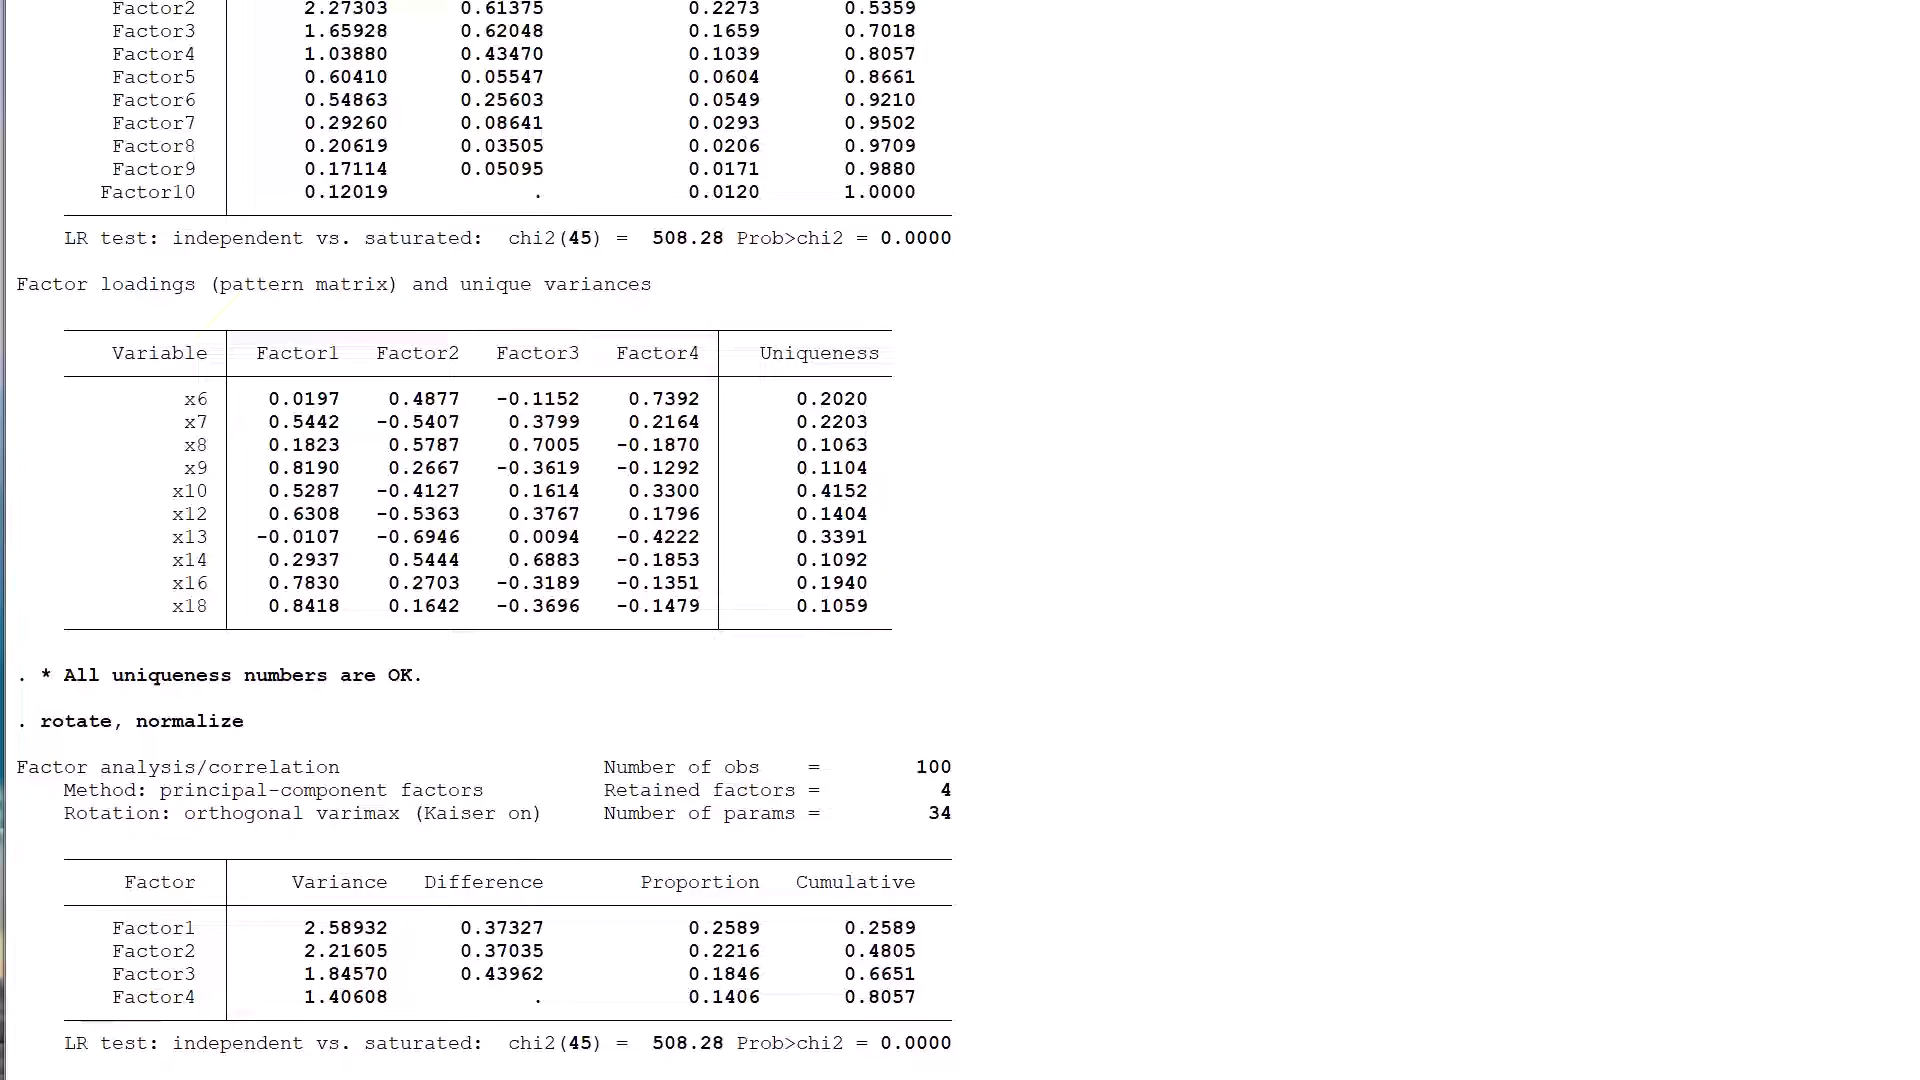 Factor2 2.27303 0.61375 0.2273 0.5359
Factor3 1.65928 0.62048 0.1659 0.7018
Factor4 1.03880 0.43470 0.1039 0.8057
Factor5 0.60410 0.05547 0.0604 0.8661
Factor6 0.54863 0.25603 0.0549 0.9210
Factor7 0.29260 0.08641 0.0293 0.9502
Factor8 0.20619 0.03505 0.0206 0.9709
Factor9 0.17114 0.05095 0.0171 0.9880
Factor10 0.12019 . 0.0120 1.0000
LR test: independent vs. saturated: chi2(45) = 508.28 Prob>chi2 = 0.0000
Factor loadings (pattern matrix) and unique variances
Variable Factor1 Factor2 Factor3 Factor4 Uniqueness
x6 0.0197 0.4877 -0.1152 0.7392 0.2020
x7 0.5442 -0.5407 0.3799 0.2164 0.2203
x8 0.1823 0.5787 0.7005 -0.1870 0.1063
x9 0.8190 0.2667 -0.3619 -0.1292 0.1104
x10 0.5287 -0.4127 0.1614 0.3300 0.4152
x12 0.6308 -0.5363 0.3767 0.1796 0.1404
x13 -0.0107 -0.6946 0.0094 -0.4222 0.3391
x14 0.2937 0.5444 0.6883 -0.1853 0.1092
x16 0.7830 0.2703 -0.3189 -0.1351 0.1940
x18 0.8418 0.1642 -0.3696 -0.1479 0.1059
. * All uniqueness numbers are OK.
. rotate, normalize
Factor analysis/correlation Number of obs = 100
Method: principal-component factors Retained factors = 4
Rotation: orthogonal varimax (Kaiser on) Number of params = 34
Factor Variance Difference Proportion Cumulative
Factor1 2.58932 0.37327 0.2589 0.2589
Factor2 2.21605 0.37035 0.2216 0.4805
Factor3 1.84570 0.43962 0.1846 0.6651
Factor4 1.40608 . 0.1406 0.8057
LR test: independent vs. saturated: chi2(45) = 508.28 Prob>chi2 = 0.0000